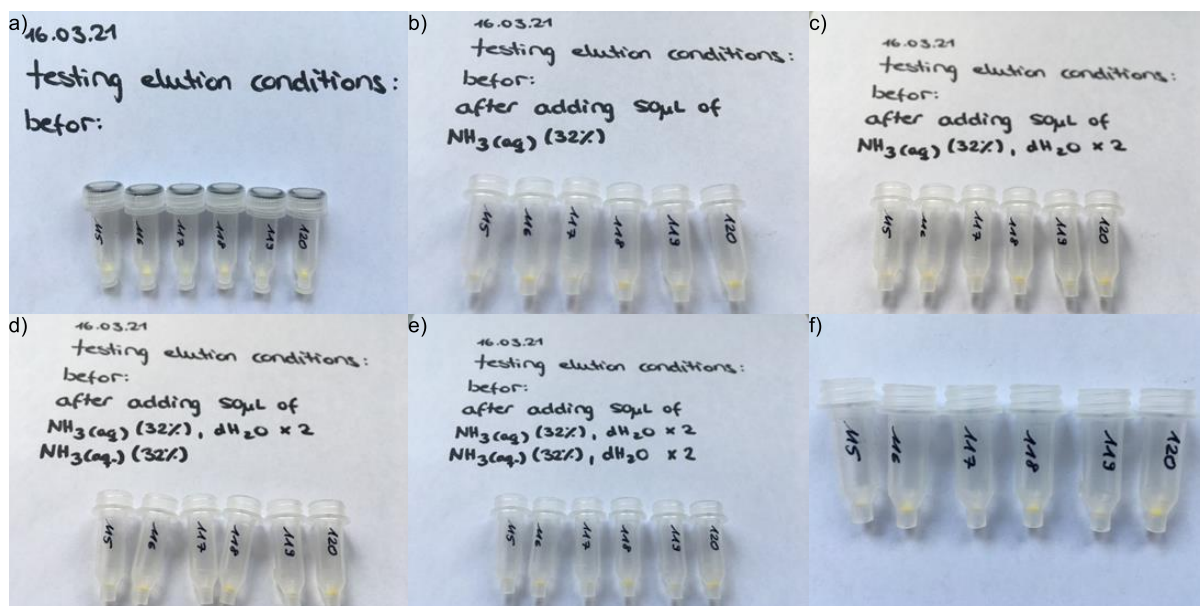 a)
16.03.21
testing elution conditions:
befor:
115 116 117 118 119 120
b)
16.03.21
testing elution conditions:
befor:
after adding 50µL of
NH3(aq) (32%)
115 116 117 118 119 120
c)
16.03.21
testing elution conditions:
befor:
after adding 50µL of
NH3(aq) (32%), dH2O × 2
115 116 117 118 119 120
d)
16.03.21
testing elution conditions:
befor:
after adding 50µL of
NH3(aq) (32%), dH2O × 2
NH3(aq.) (32%)
115 116 117 118 119 120
e)
16.03.21
testing elution conditions:
befor:
after adding 50µL of
NH3(aq) (32%), dH2O × 2
NH3(aq.) (32%), dH2O × 2
115 116 117 118 119 120
f)
115 116 117 118 119 120